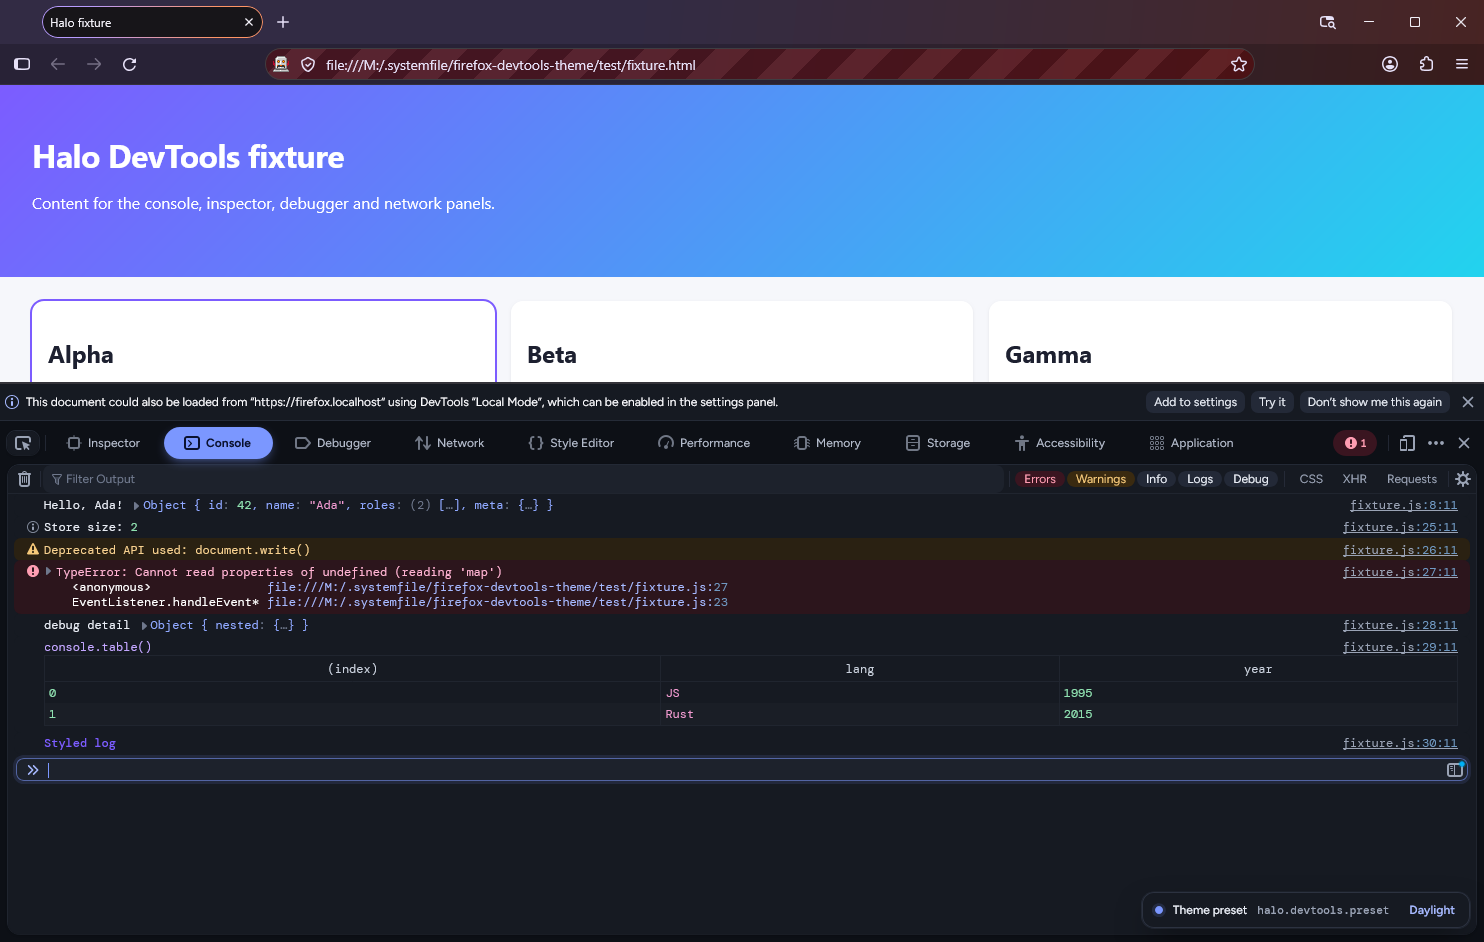 Halo fixture
file:///M:/.systemfile/firefox-devtools-theme/test/fixture.html
Halo DevTools fixture
Content for the console, inspector, debugger and network panels.
Alpha Beta Gamma
This document could also be loaded from "https://firefox.localhost" using DevTools "Local Mode", which can be enabled in the settings panel. Add to settings Try it Don't show me this again
Inspector Console Debugger Network Style Editor Performance Memory Storage Accessibility Application 1
Filter Output Errors Warnings Info Logs Debug CSS XHR Requests
Hello, Ada! Object { id: 42, name: "Ada", roles: (2) […], meta: {…} } fixture.js:8:11
Store size: 2 fixture.js:25:11
Deprecated API used: document.write() fixture.js:26:11
TypeError: Cannot read properties of undefined (reading 'map') fixture.js:27:11
<anonymous> file:///M:/.systemfile/firefox-devtools-theme/test/fixture.js:27
EventListener.handleEvent* file:///M:/.systemfile/firefox-devtools-theme/test/fixture.js:23
debug detail Object { nested: {…} } fixture.js:28:11
console.table() fixture.js:29:11
(index) lang year
0 JS 1995
1 Rust 2015
Styled log fixture.js:30:11
Theme preset halo.devtools.preset Daylight